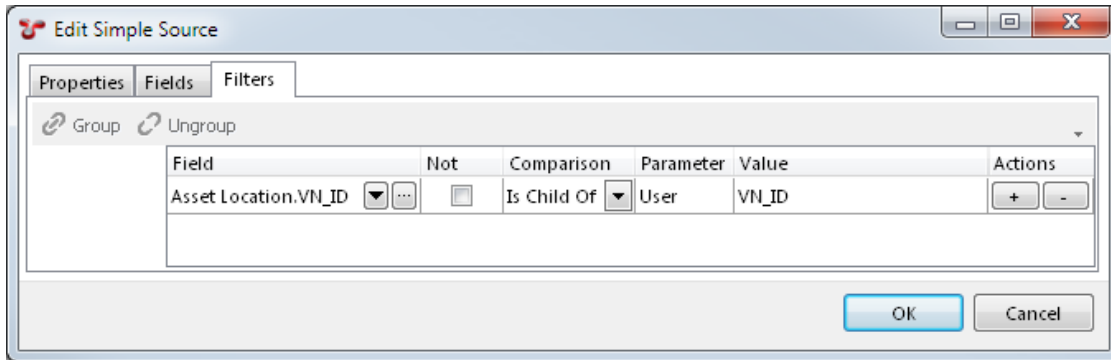 Edit Simple Source
Properties Fields Filters
Group Ungroup
Field Not Comparison Parameter Value Actions
Asset Location.VN_ID ... Is Child Of User VN_ID + -
OK Cancel